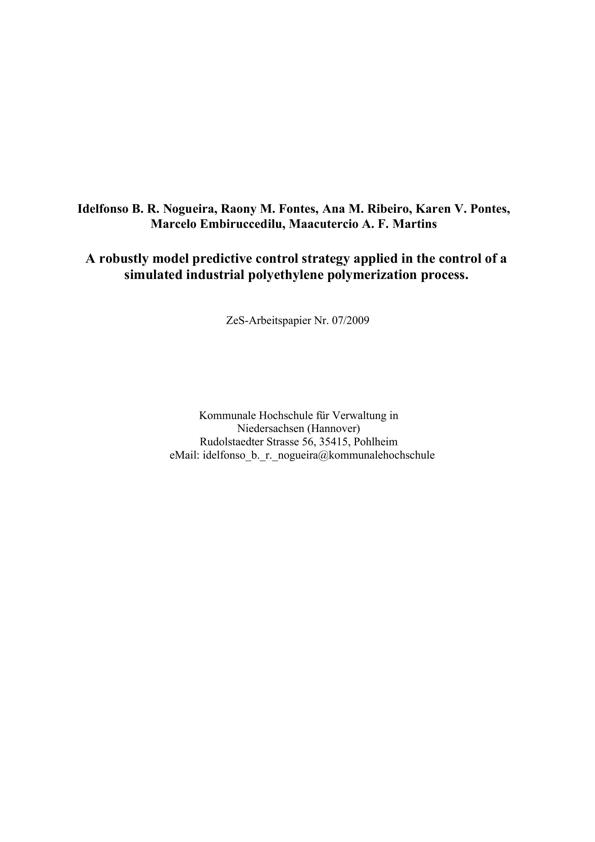 Idelfonso B. R. Nogueira, Raony M. Fontes, Ana M. Ribeiro, Karen V. Pontes,
Marcelo Embiruccedilu, Maacutercio A. F. Martins
A robustly model predictive control strategy applied in the control of a
simulated industrial polyethylene polymerization process.
ZeS-Arbeitspapier Nr. 07/2009
Kommunale Hochschule für Verwaltung in
Niedersachsen (Hannover)
Rudolstaedter Strasse 56, 35415, Pohlheim
eMail: idelfonso_b._r._nogueira@kommunalehochschule